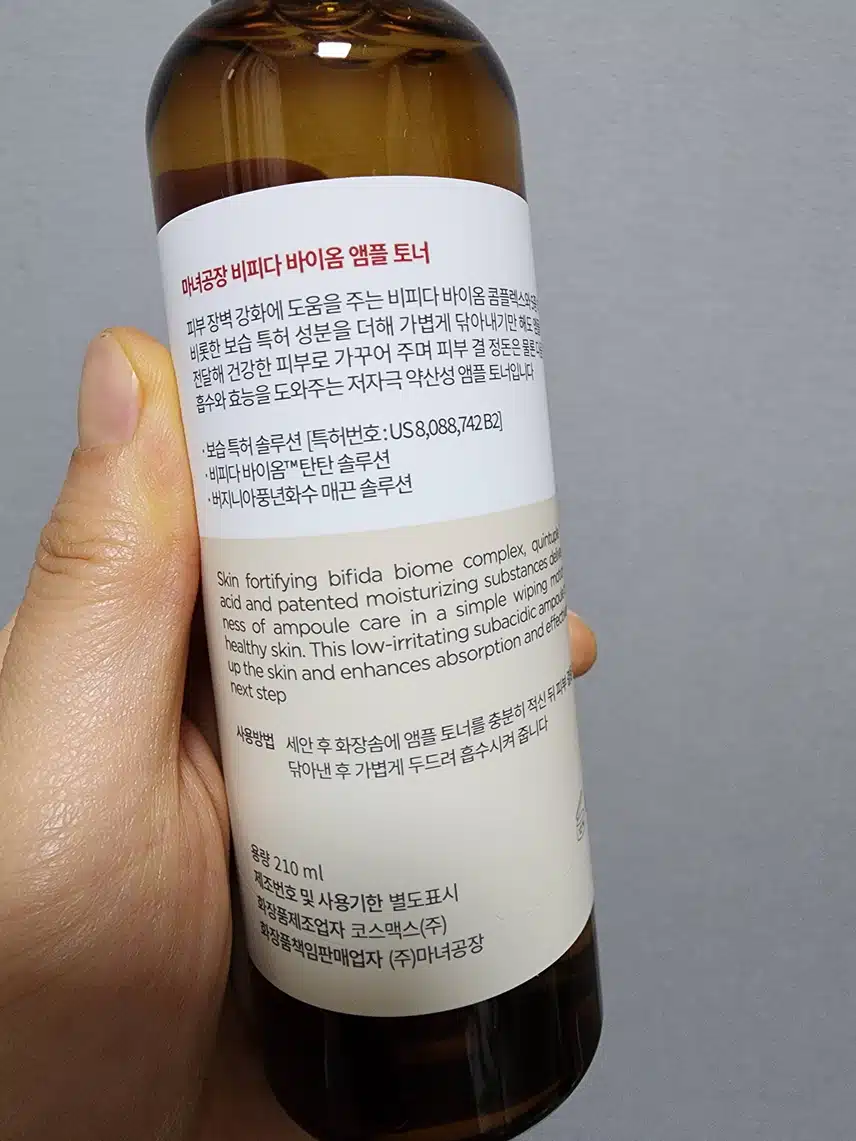 마녀공장 비피다 바이옴 앰플 토너
피부 장벽 강화에 도움을 주는 비피다 바이옴 콤플렉스와
비롯한 보습 특허 성분을 더해 가볍게 닦아내기만 해도
전달해 건강한 피부로 가꾸어 주며 피부 결 정돈은 물론
흡수와 효능을 도와주는 저자극 약산성 앰플 토너입니다
· 보습 특허 솔루션 [특허번호 : US 8,088,742 B2]
· 비피다 바이옴™ 탄탄 솔루션
· 버지니아풍년화수 매끈 솔루션
Skin fortifying bifida biome complex,
acid and patented moisturizing substances
ness of ampoule care in a simple wiping
healthy skin. This low-irritating subacidic
up the skin and enhances absorption and
next step
사용방법 세안 후 화장솜에 앰플 토너를 충분히 적신 뒤 피부
닦아낸 후 가볍게 두드려 흡수시켜 줍니다
용량 210 ml
제조번호 및 사용기한 별도표시
화장품제조업자 코스맥스(주)
화장품책임판매업자 (주)마녀공장